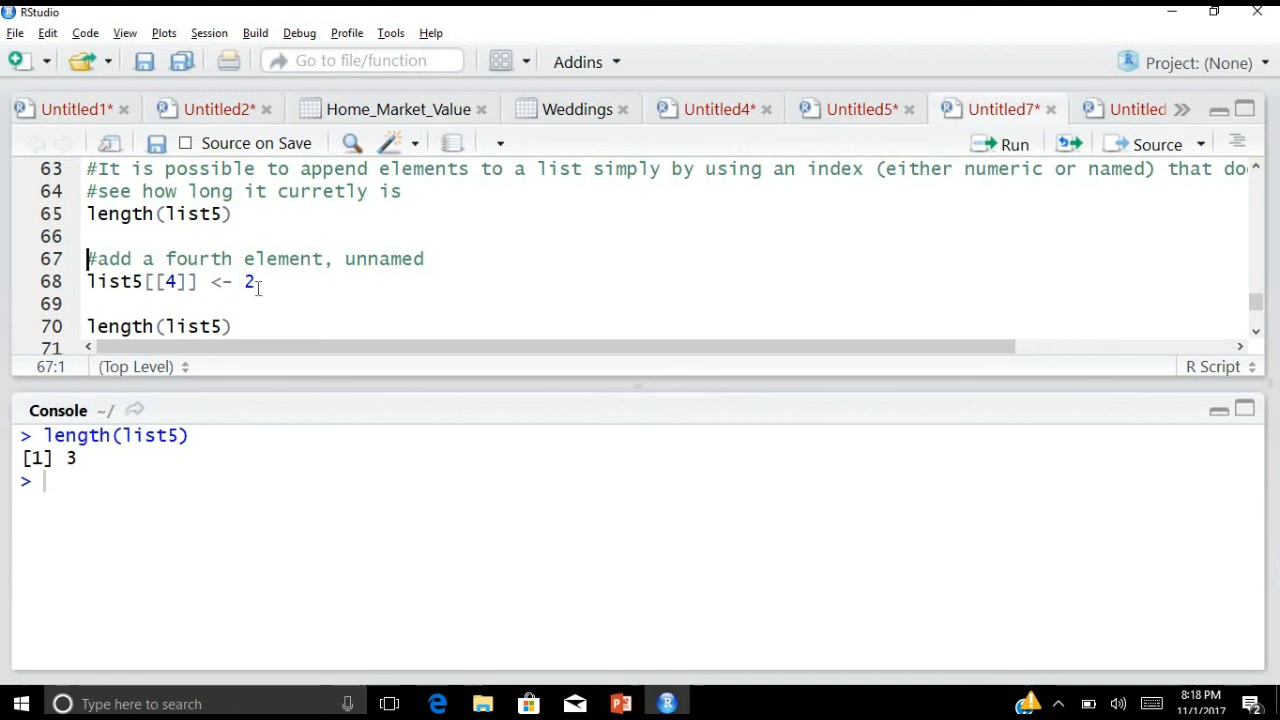 RStudio
File Edit Code View Plots Session Build Debug Profile Tools Help
Go to file/function Addins Project: (None)
Untitled1* Untitled2* Home_Market_Value Weddings Untitled4* Untitled5* Untitled7* Untitled
Source on Save Run Source
63 #It is possible to append elements to a list simply by using an index (either numeric or named) that doe
64 #see how long it curretly is
65 length(list5)
66
67 #add a fourth element, unnamed
68 list5[[4]] <- 2
69
70 length(list5)
71
67:1 (Top Level) R Script
Console ~/
> length(list5)
[1] 3
>
Type here to search
8:18 PM
11/1/2017
2